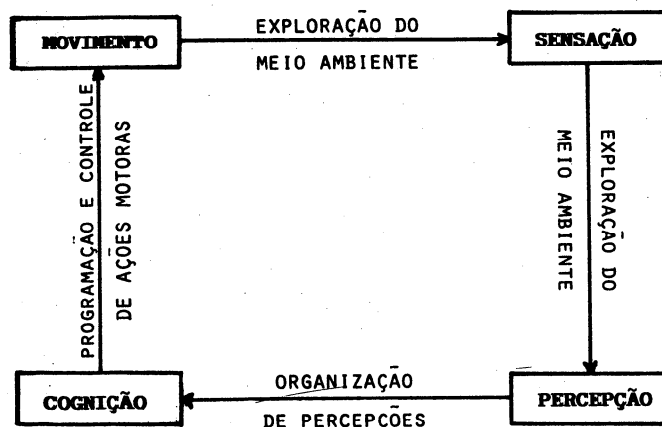 MOVIMENTO
EXPLORAÇÃO DO
MEIO AMBIENTE
SENSAÇÃO
EXPLORAÇÃO DO
MEIO AMBIENTE
PERCEPÇÃO
ORGANIZAÇÃO
DE PERCEPCÕES
COGNIÇÃO
PROGRAMAÇÃO E CONTROLE
DE AÇÕES MOTORAS